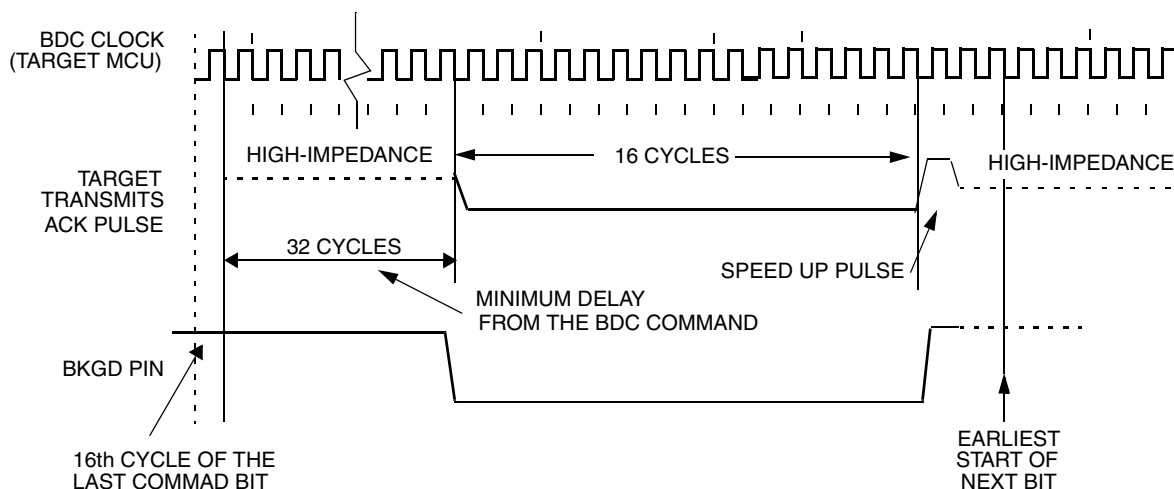 BDC CLOCK
(TARGET MCU)
HIGH-IMPEDANCE
16 CYCLES
HIGH-IMPEDANCE
TARGET
TRANSMITS
ACK PULSE
32 CYCLES
SPEED UP PULSE
MINIMUM DELAY
FROM THE BDC COMMAND
BKGD PIN
16th CYCLE OF THE
LAST COMMAD BIT
EARLIEST
START OF
NEXT BIT